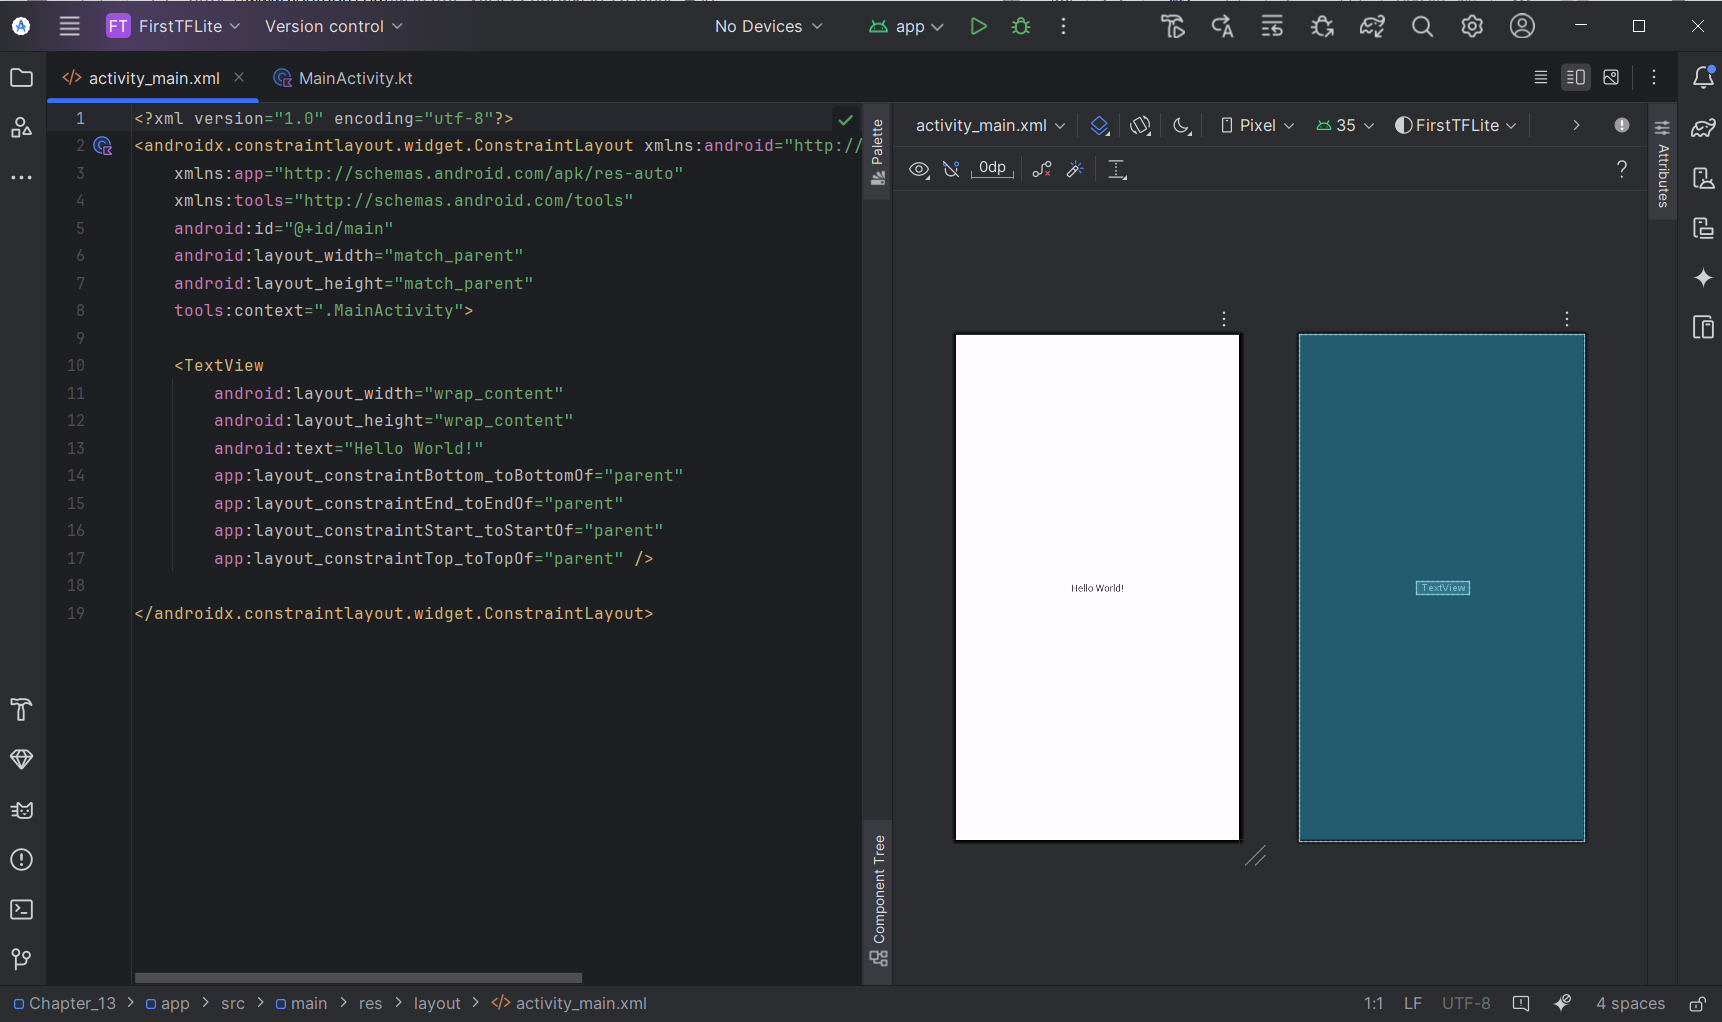 FT FirstTFLite Version control No Devices app
activity_main.xml MainActivity.kt
1 <?xml version="1.0" encoding="utf-8"?>
2 <androidx.constraintlayout.widget.ConstraintLayout xmlns:android="http://
3 xmlns:app="http://schemas.android.com/apk/res-auto"
4 xmlns:tools="http://schemas.android.com/tools"
5 android:id="@+id/main"
6 android:layout_width="match_parent"
7 android:layout_height="match_parent"
8 tools:context=".MainActivity">
9
10 <TextView
11 android:layout_width="wrap_content"
12 android:layout_height="wrap_content"
13 android:text="Hello World!"
14 app:layout_constraintBottom_toBottomOf="parent"
15 app:layout_constraintEnd_toEndOf="parent"
16 app:layout_constraintStart_toStartOf="parent"
17 app:layout_constraintTop_toTopOf="parent" />
18
19 </androidx.constraintlayout.widget.ConstraintLayout>
Palette
Component Tree
activity_main.xml Pixel 35 FirstTFLite
0dp ?
Attributes
Hello World!
TextView
Chapter_13 > app > src > main > res > layout > activity_main.xml 1:1 LF UTF-8 4 spaces